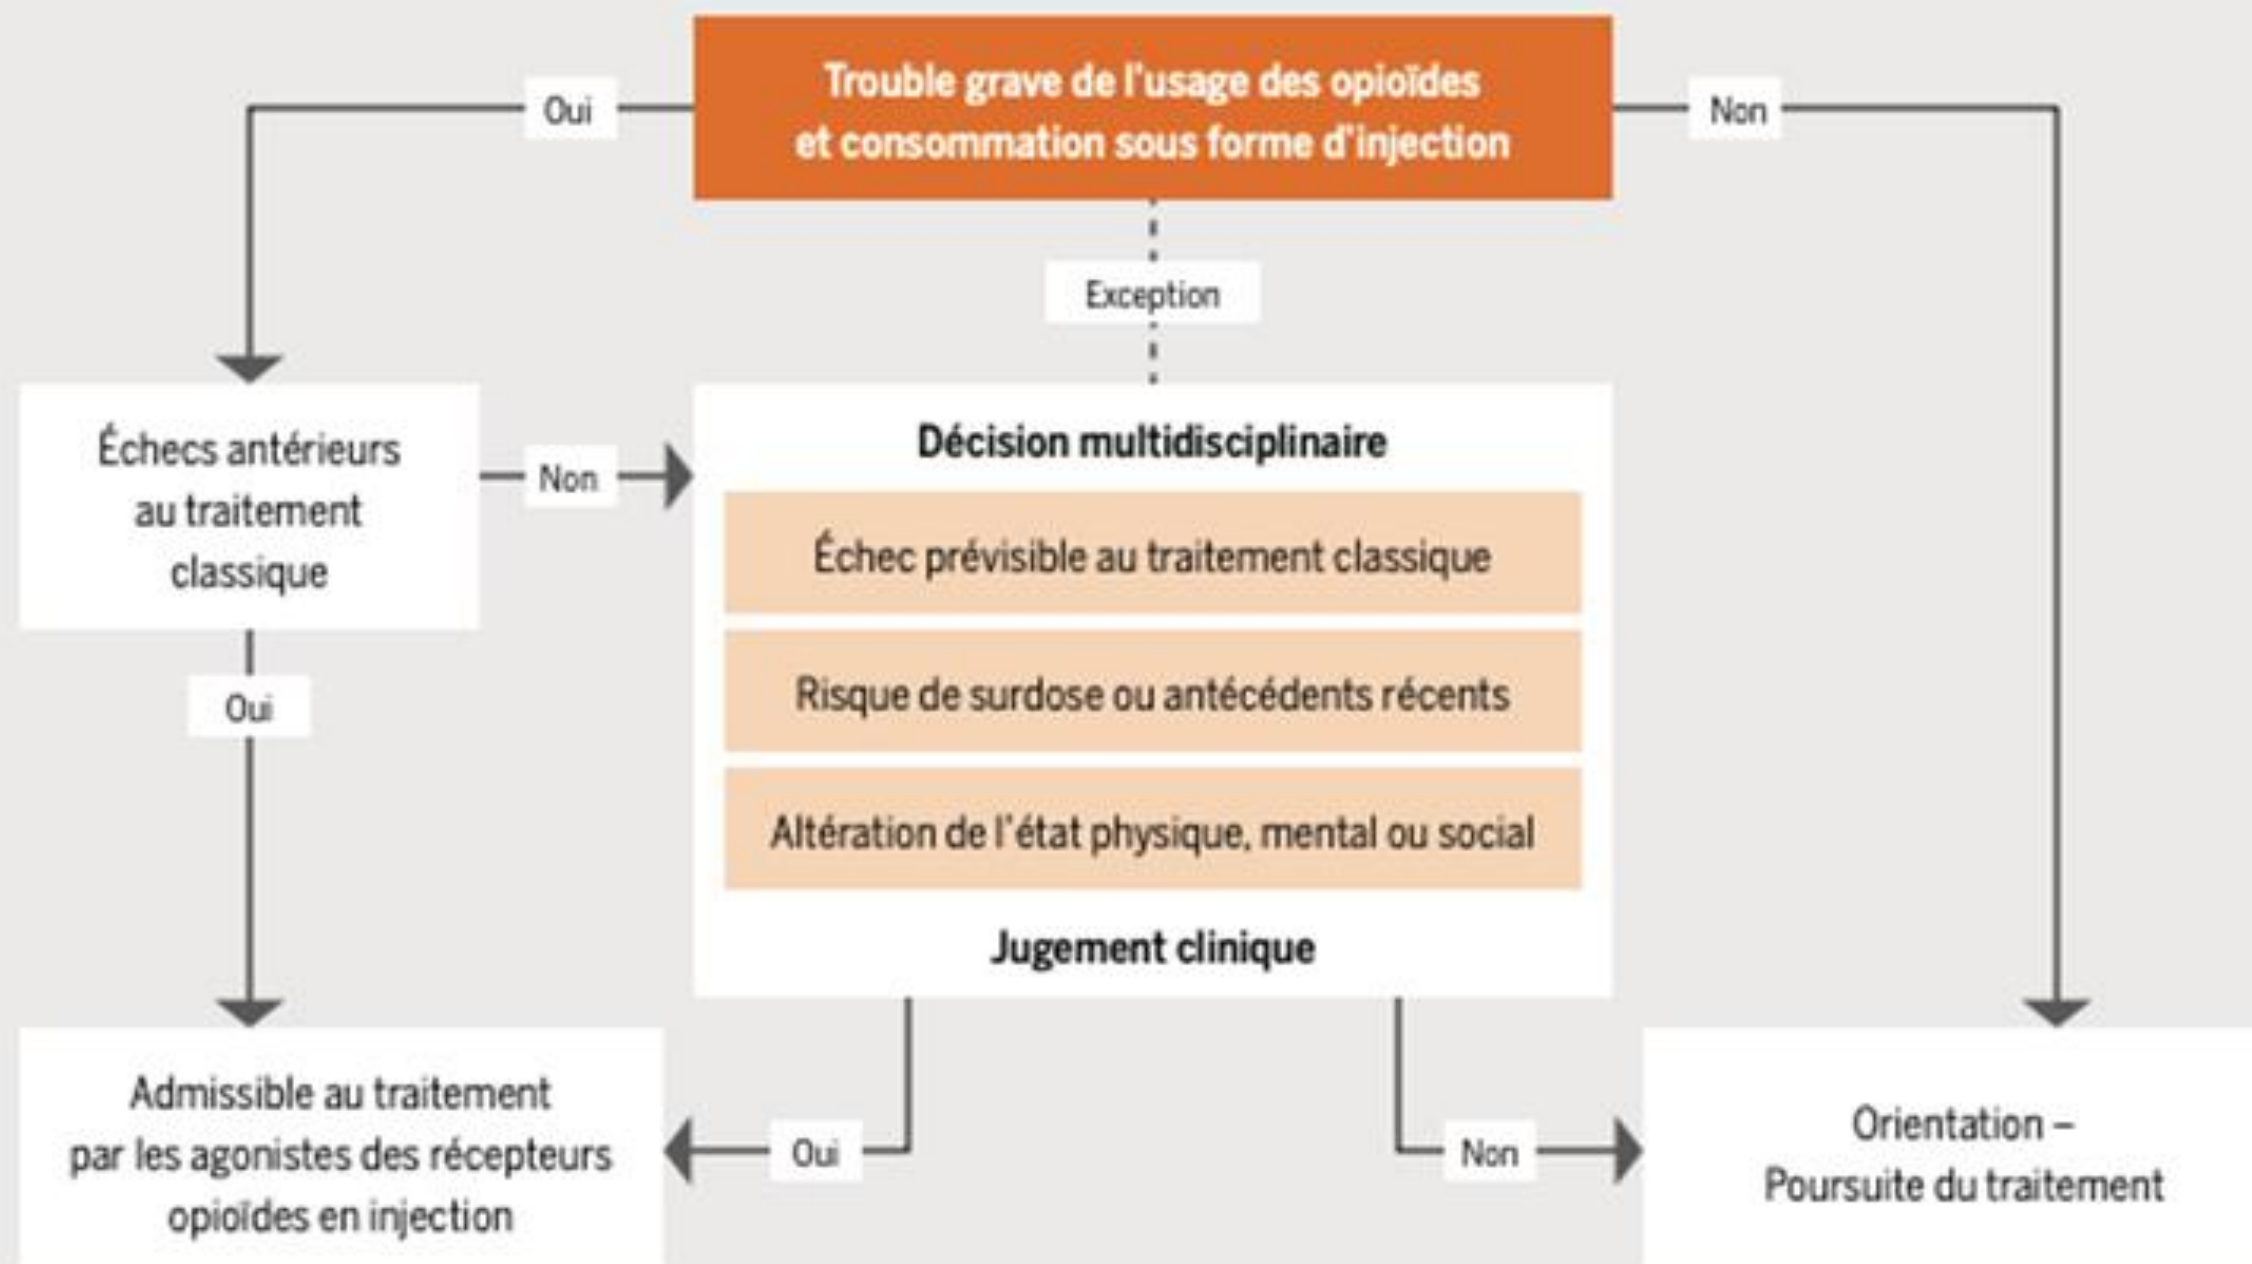 Trouble grave de l'usage des opioïdes
et consommation sous forme d'injection
Oui
Non
Exception
Échecs antérieurs
au traitement
classique
Non
Décision multidisciplinaire
Échec prévisible au traitement classique
Risque de surdose ou antécédents récents
Altération de l'état physique, mental ou social
Jugement clinique
Oui
Admissible au traitement
par les agonistes des récepteurs
opioïdes en injection
Oui
Non
Orientation –
Poursuite du traitement